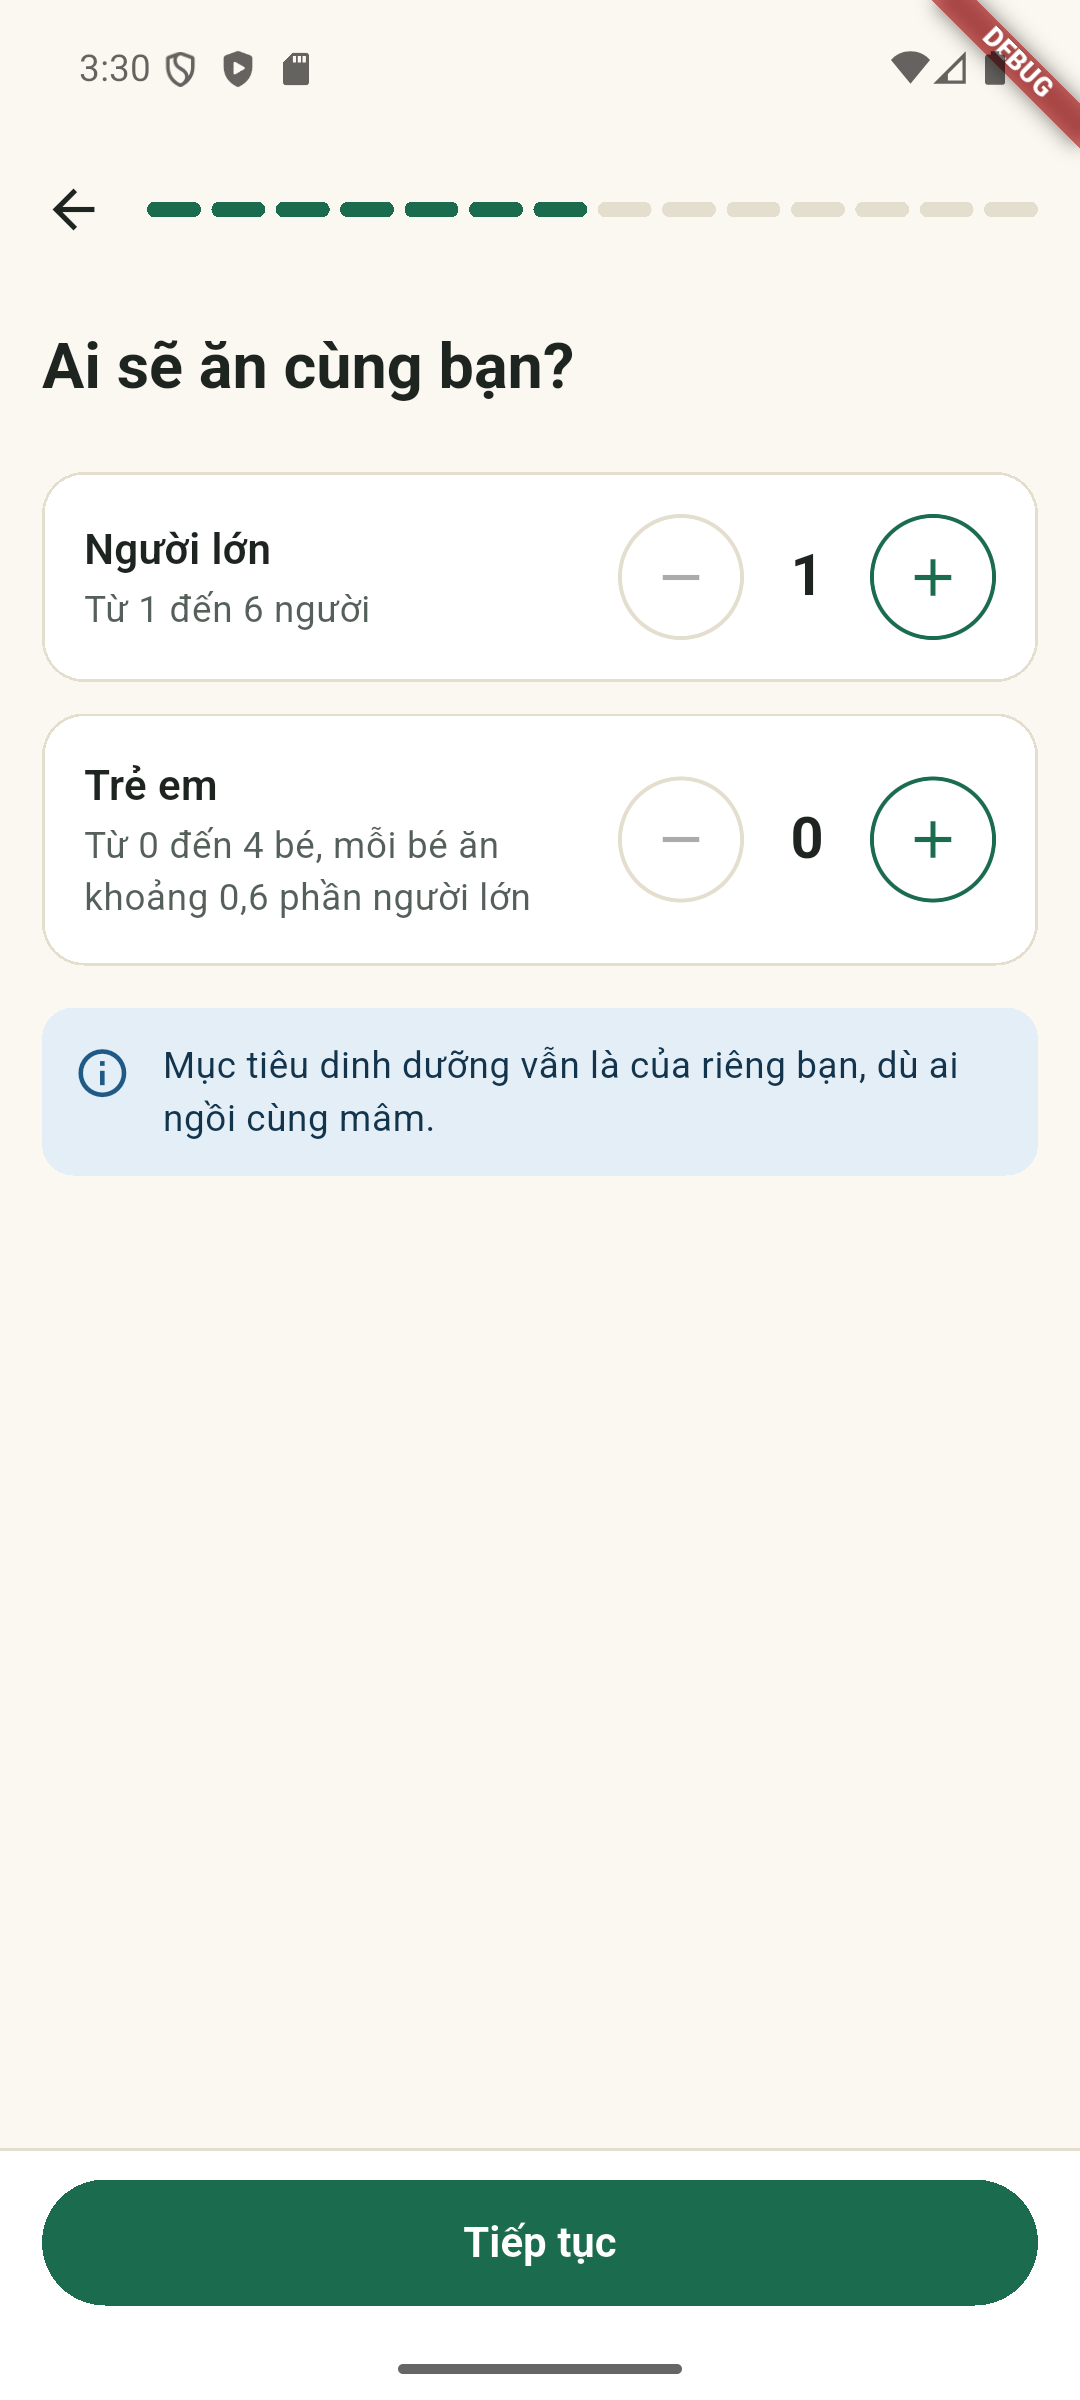 3:30
DEBUG
Ai sẽ ăn cùng bạn?
Người lớn
Từ 1 đến 6 người
1
Trẻ em
Từ 0 đến 4 bé, mỗi bé ăn
khoảng 0,6 phần người lớn
0
Mục tiêu dinh dưỡng vẫn là của riêng bạn, dù ai
ngồi cùng mâm.
Tiếp tục